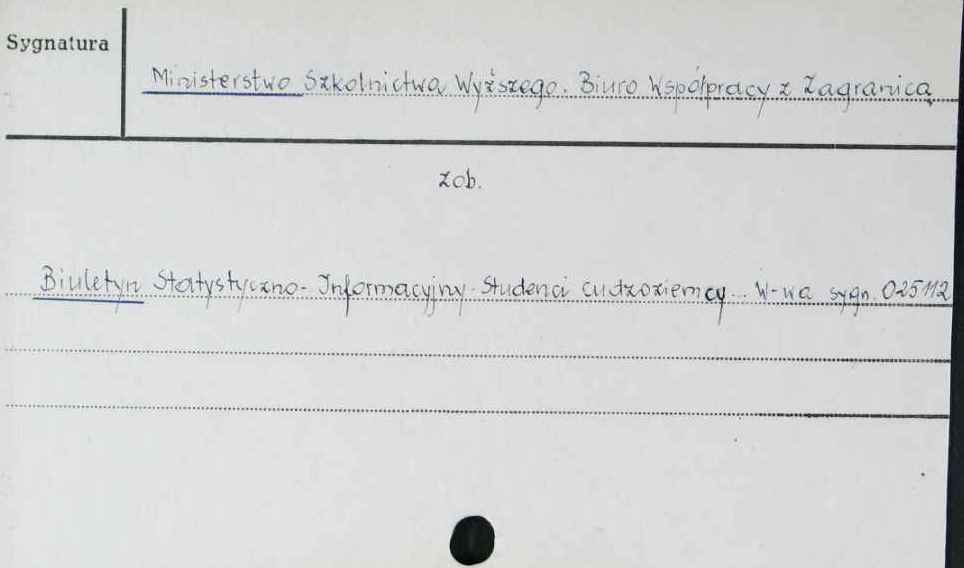 Sygnatura
Ministerstwo Szkolnictwa Wyższego. Biuro Współpracy z Zagranicą
zob.
Biuletyn Statystyczno-Informacyjny. Studenci cudzoziemcy... W-wa sygn. 025112